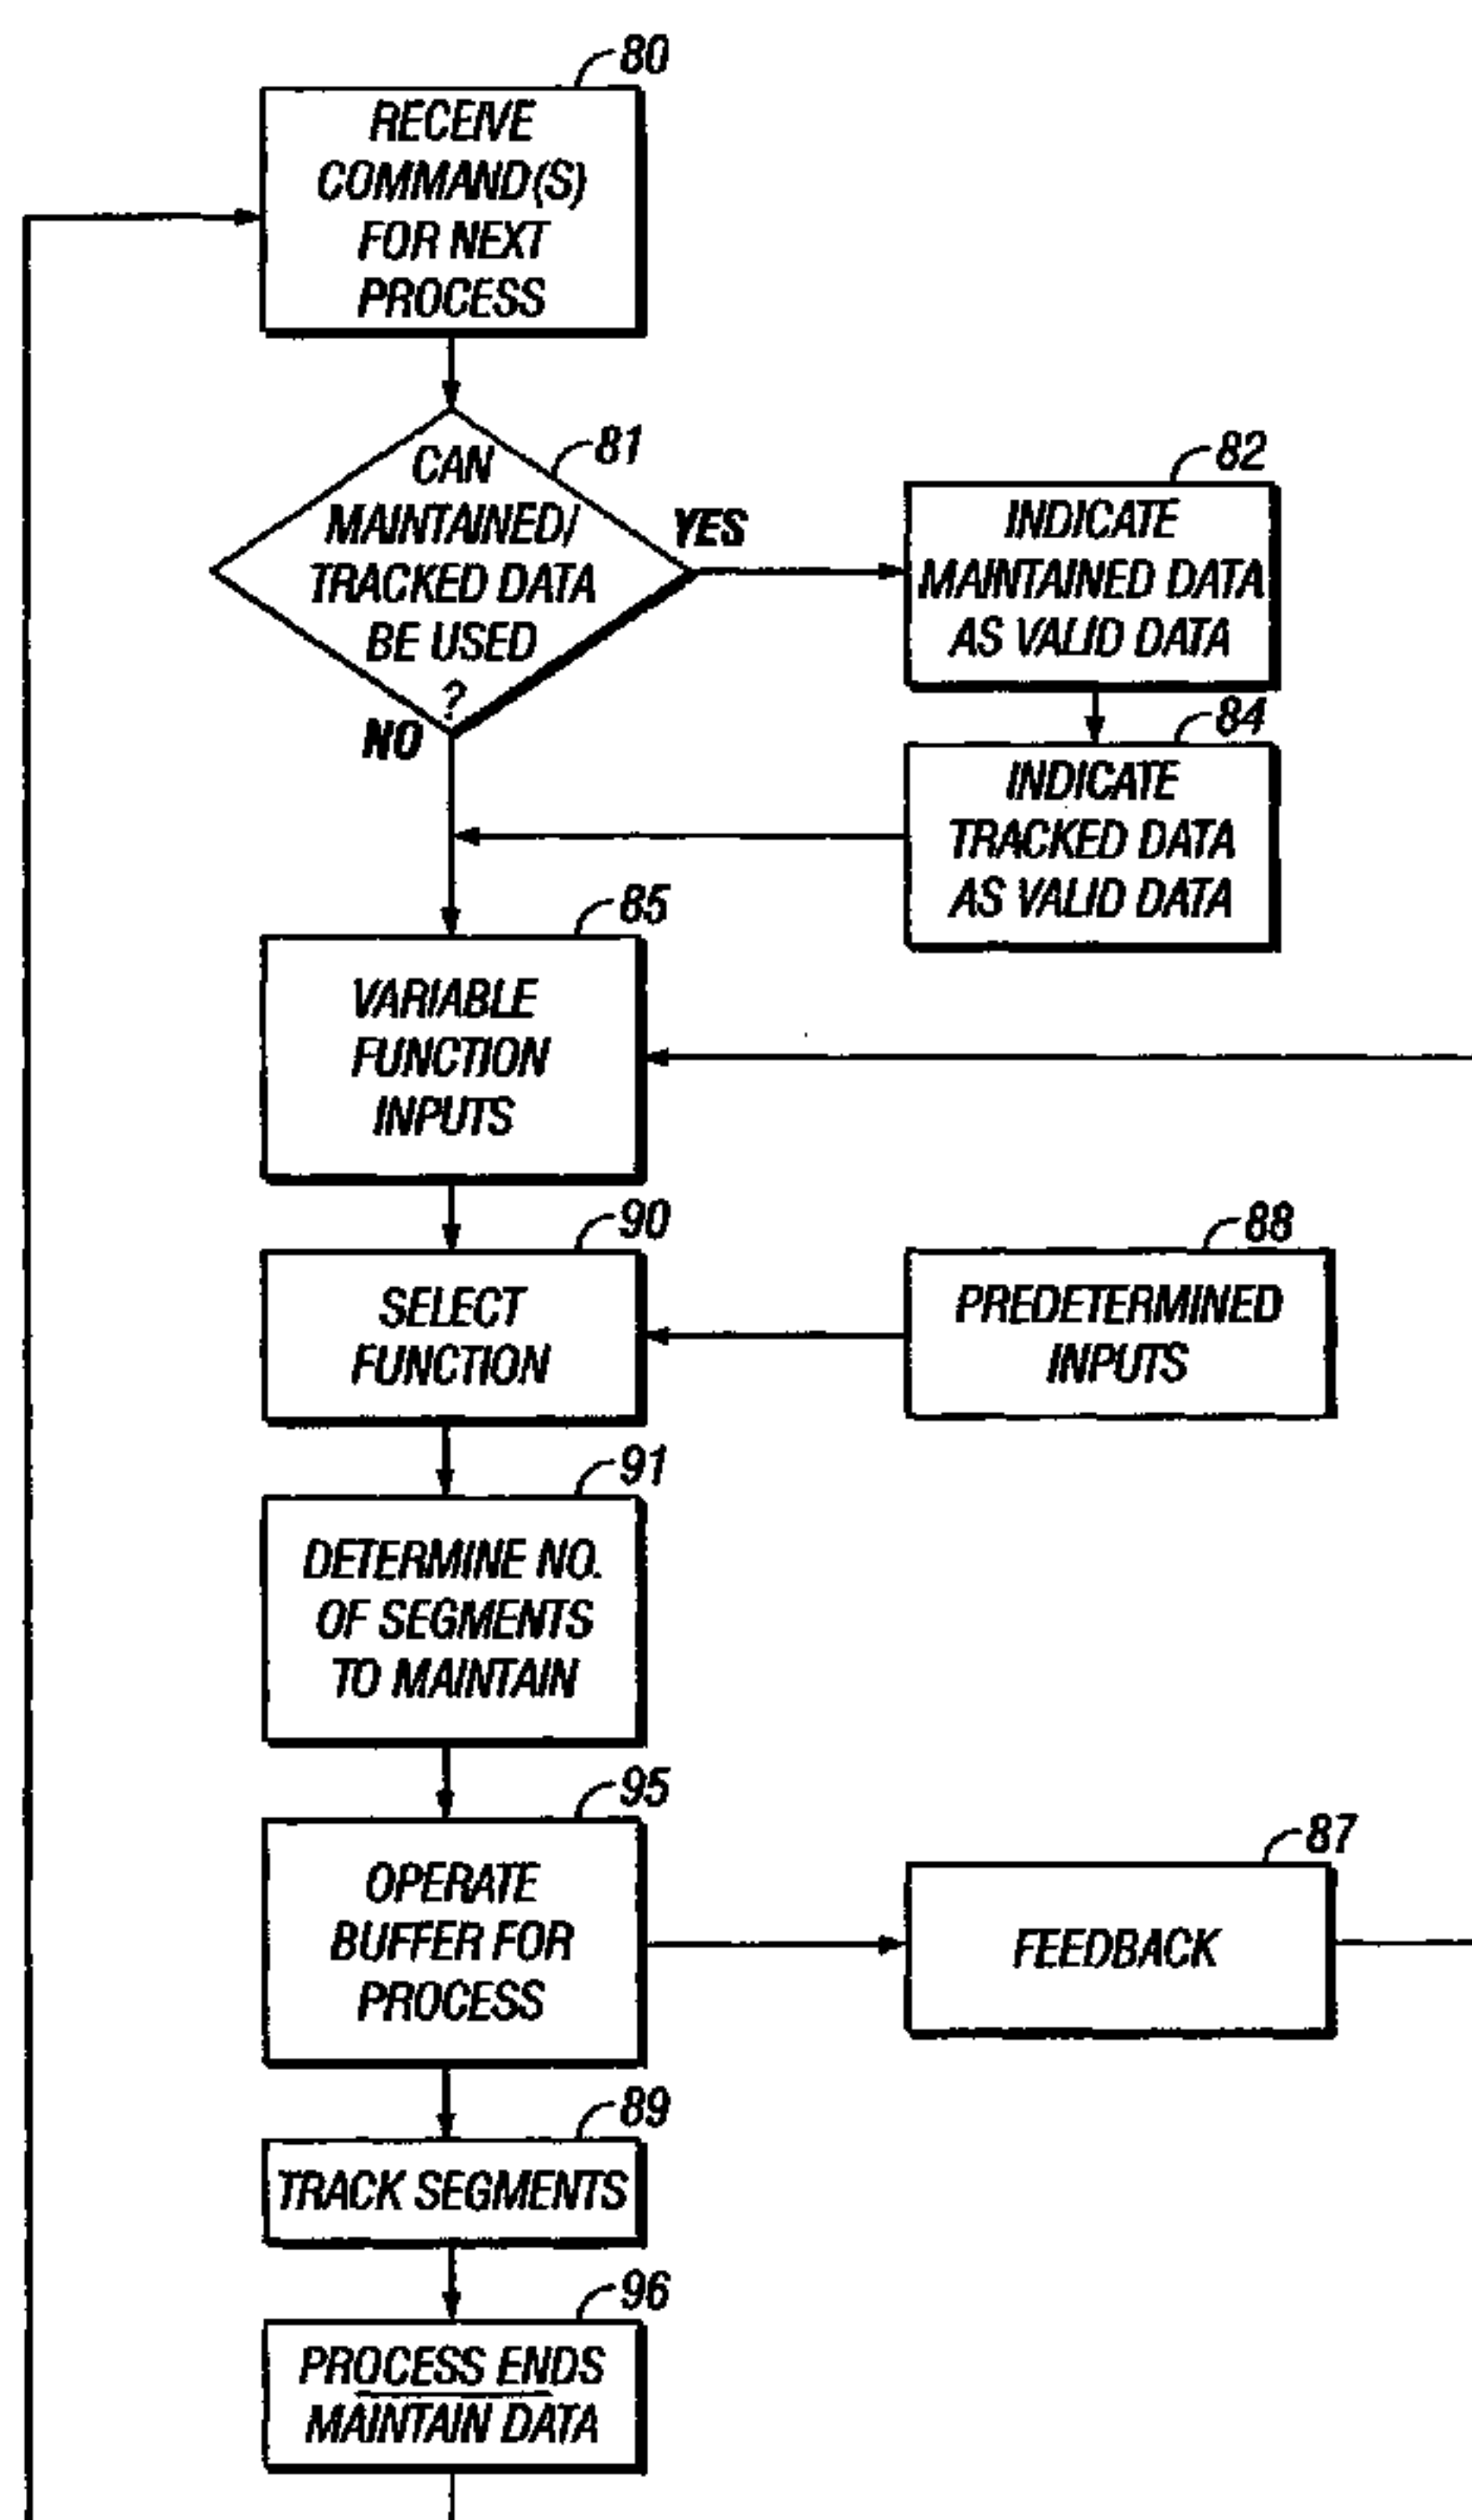 80
RECEIVE
COMMAND(S)
FOR NEXT
PROCESS
81
CAN
MAINTAINED/
TRACKED DATA
BE USED
?
YES
NO
82
INDICATE
MAINTAINED DATA
AS VALID DATA
84
INDICATE
TRACKED DATA
AS VALID DATA
85
VARIABLE
FUNCTION
INPUTS
90
SELECT
FUNCTION
88
PREDETERMINED
INPUTS
91
DETERMINE NO.
OF SEGMENTS
TO MAINTAIN
95
OPERATE
BUFFER FOR
PROCESS
87
FEEDBACK
89
TRACK SEGMENTS
96
PROCESS ENDS
MAINTAIN DATA